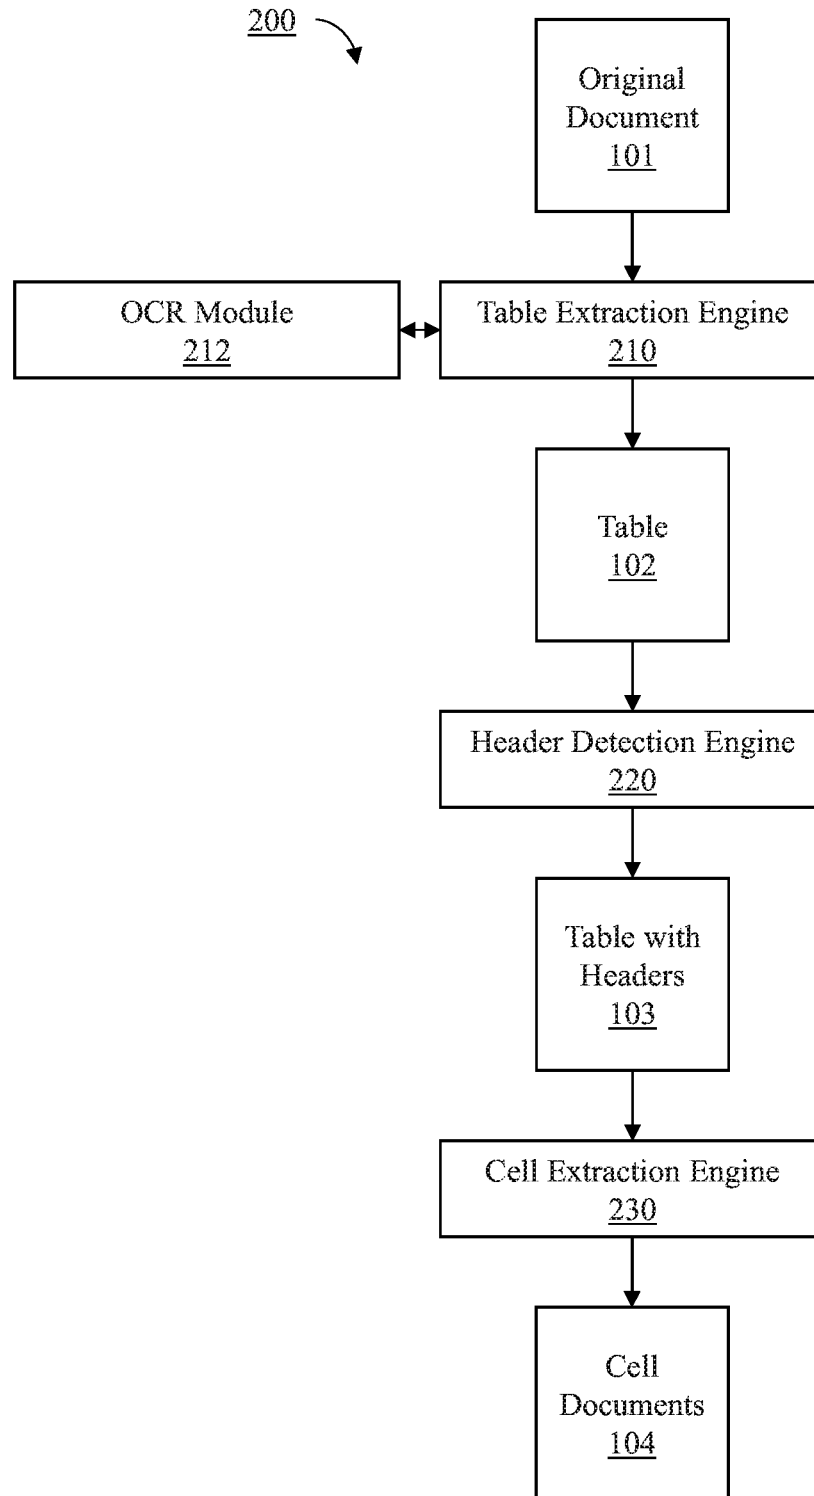 200
Original
Document
101
OCR Module
212
Table Extraction Engine
210
Table
102
Header Detection Engine
220
Table with
Headers
103
Cell Extraction Engine
230
Cell
Documents
104